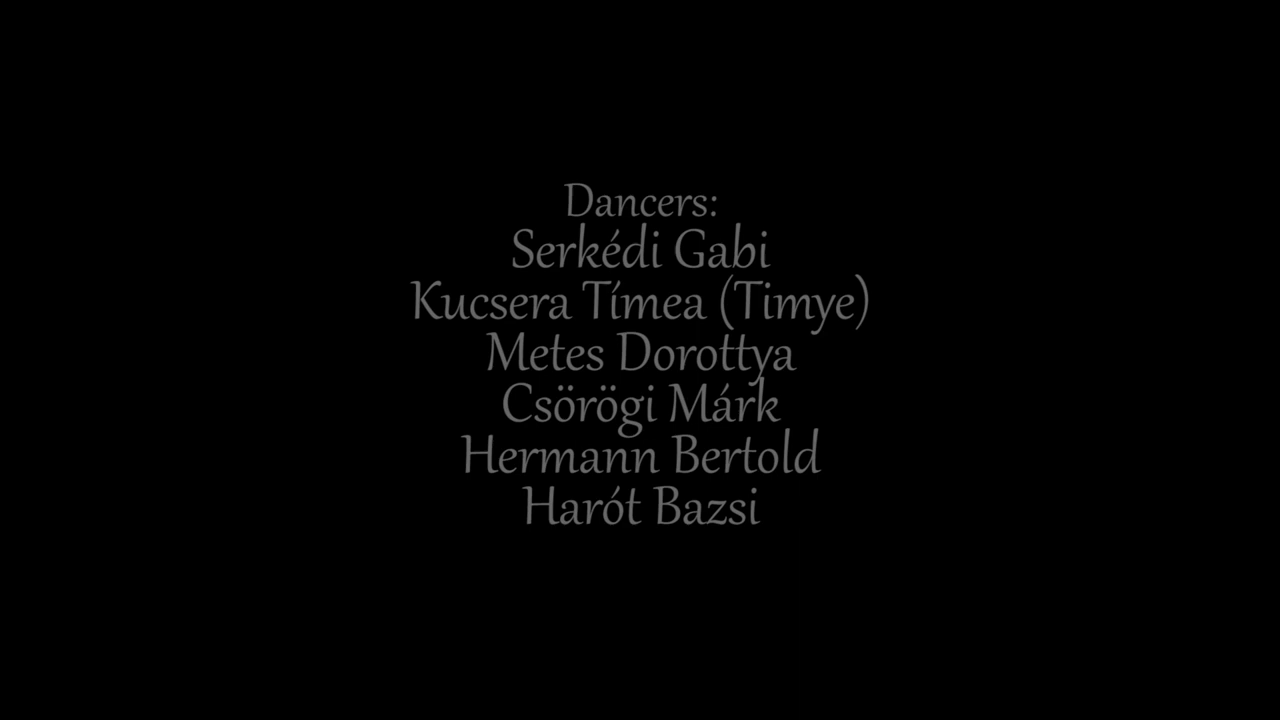 Dancers:
Serkédi Gabi
Kucsera Tímea (Timye)
Metes Dorottya
Csörögi Márk
Hermann Bertold
Harót Bazsi